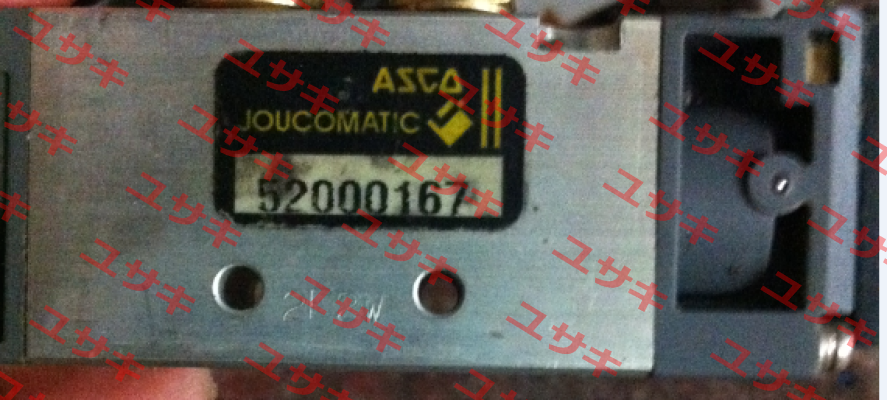 ASCO
JOUCOMATIC
52000167
ユサキ